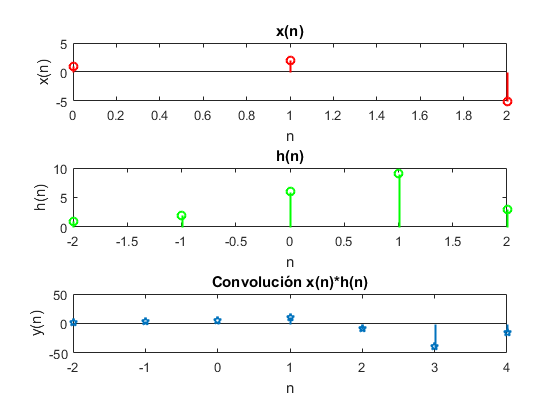 x(n)
x(n)
5
0
-5
0 0.2 0.4 0.6 0.8 1 1.2 1.4 1.6 1.8 2
n
h(n)
h(n)
10
5
0
-2 -1.5 -1 -0.5 0 0.5 1 1.5 2
n
Convolución x(n)*h(n)
y(n)
50
0
-50
-2 -1 0 1 2 3 4
n